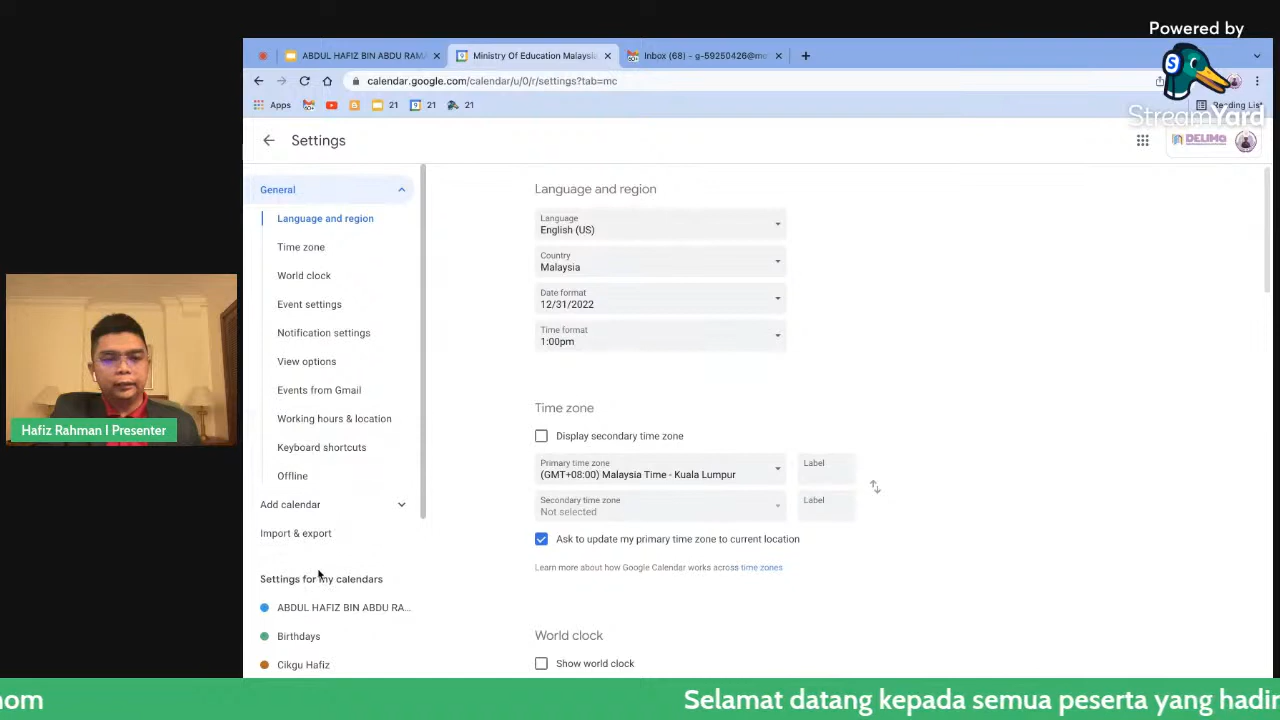 Powered by
StreamYard
ABDUL HAFIZ BIN ABDU RAM
Ministry Of Education Malaysia
Inbox (68) - g-59250426@mo
calendar.google.com/calendar/u/0/r/settings?tab=mc
Apps
21
21
21
Reading List
Settings
DELIMa
General
Language and region
Time zone
World clock
Event settings
Notification settings
View options
Events from Gmail
Working hours & location
Keyboard shortcuts
Offline
Add calendar
Import & export
Settings for my calendars
ABDUL HAFIZ BIN ABDU RA...
Birthdays
Cikgu Hafiz
Language and region
Language
English (US)
Country
Malaysia
Date format
12/31/2022
Time format
1:00pm
Time zone
Display secondary time zone
Primary time zone
(GMT+08:00) Malaysia Time - Kuala Lumpur
Label
Secondary time zone
Not selected
Label
Ask to update my primary time zone to current location
Learn more about how Google Calendar works across time zones
World clock
Show world clock
Hafiz Rahman I Presenter
nom
Selamat datang kepada semua peserta yang hadir